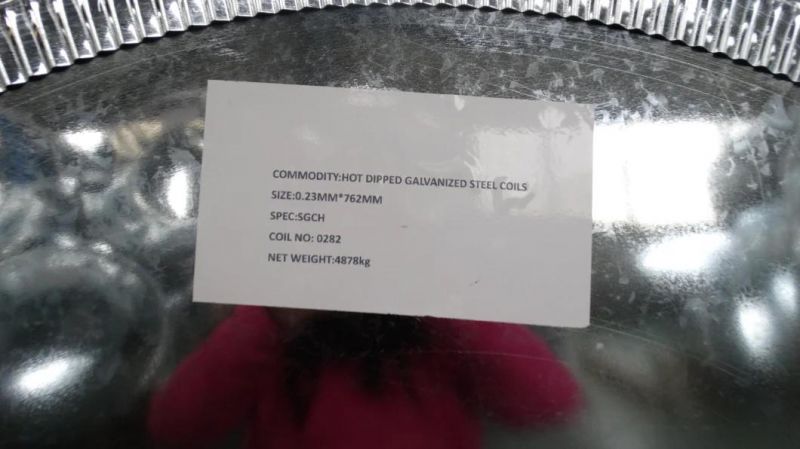 COMMODITY:HOT DIPPED GALVANIZED STEEL COILS
SIZE:0.23MM*762MM
SPEC:SGCH
COIL NO: 0282
NET WEIGHT:4878kg